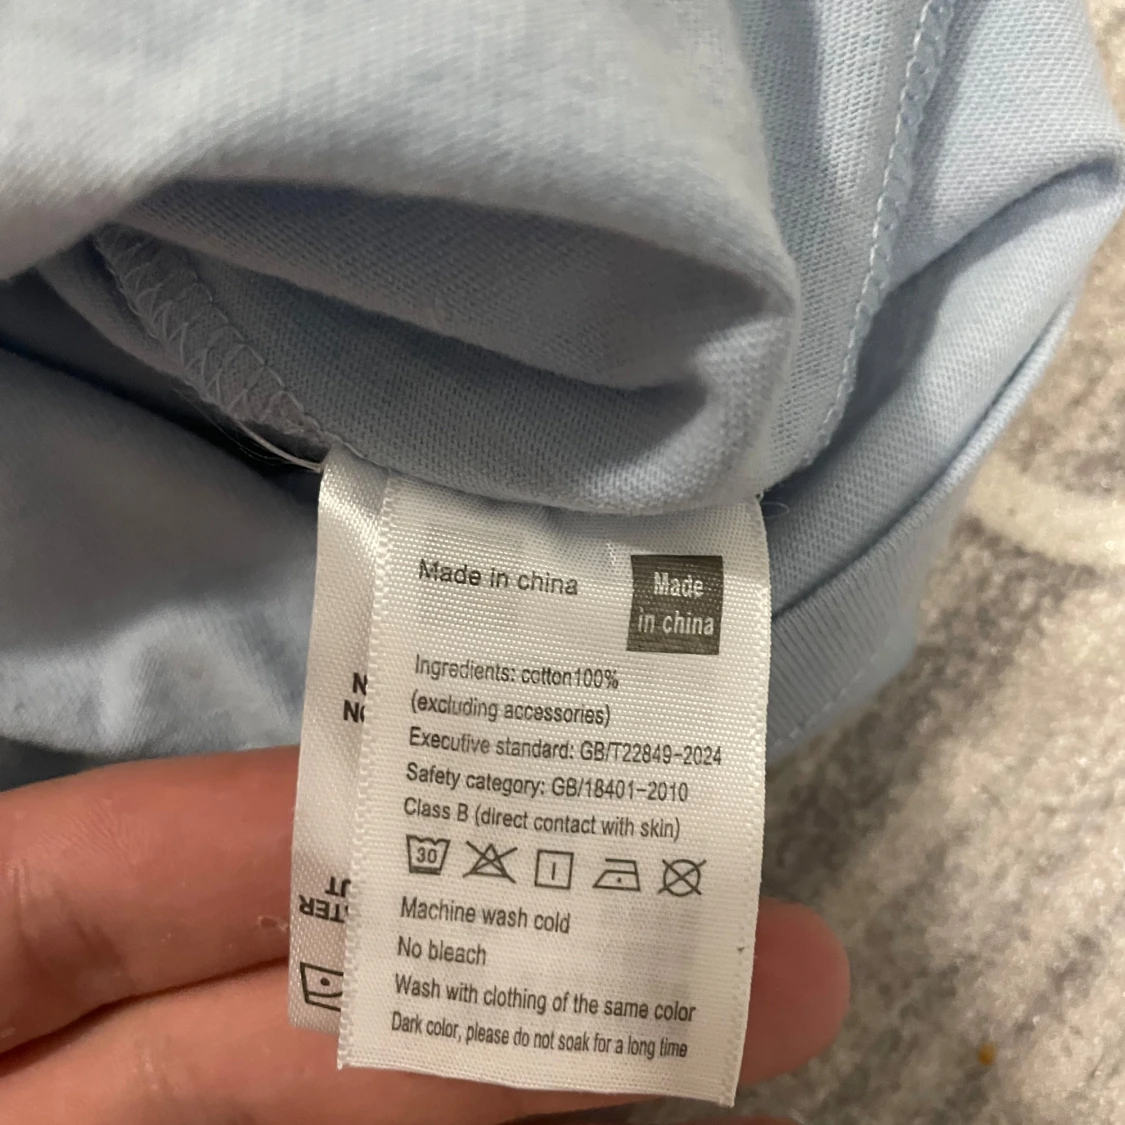 Made in china
Made
in china
Ingredients: cotton100%
(excluding accessories)
Executive standard: GB/T22849-2024
Safety category: GB/18401-2010
Class B (direct contact with skin)
30
Machine wash cold
No bleach
Wash with clothing of the same color
Dark color, please do not soak for a long time